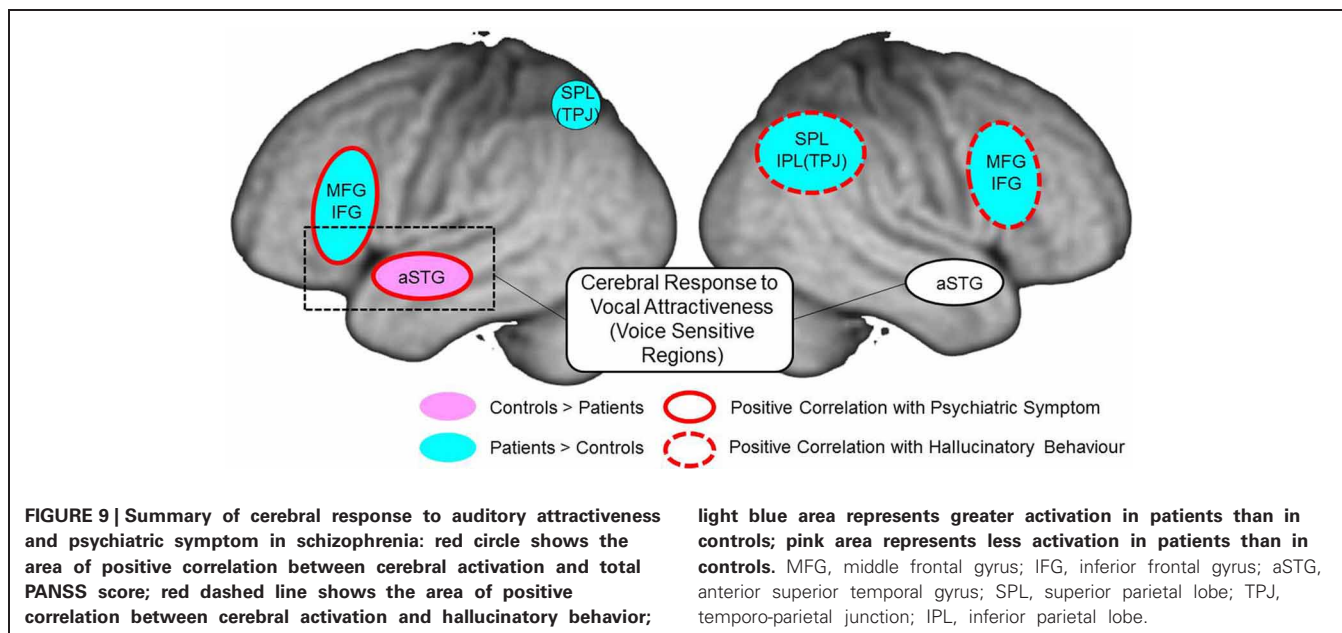 SPL
(TPJ)
SPL
IPL(TPJ)
MFG
IFG
MFG
IFG
aSTG
aSTG
Cerebral Response to
Vocal Attractiveness
(Voice Sensitive
Regions)
Controls > Patients
Positive Correlation with Psychiatric Symptom
Patients > Controls
Positive Correlation with Hallucinatory Behaviour
FIGURE 9 | Summary of cerebral response to auditory attractiveness
and psychiatric symptom in schizophrenia: red circle shows the
area of positive correlation between cerebral activation and total
PANSS score; red dashed line shows the area of positive
correlation between cerebral activation and hallucinatory behavior;
light blue area represents greater activation in patients than in
controls; pink area represents less activation in patients than in
controls. MFG, middle frontal gyrus; IFG, inferior frontal gyrus; aSTG,
anterior superior temporal gyrus; SPL, superior parietal lobe; TPJ,
temporo-parietal junction; IPL, inferior parietal lobe.